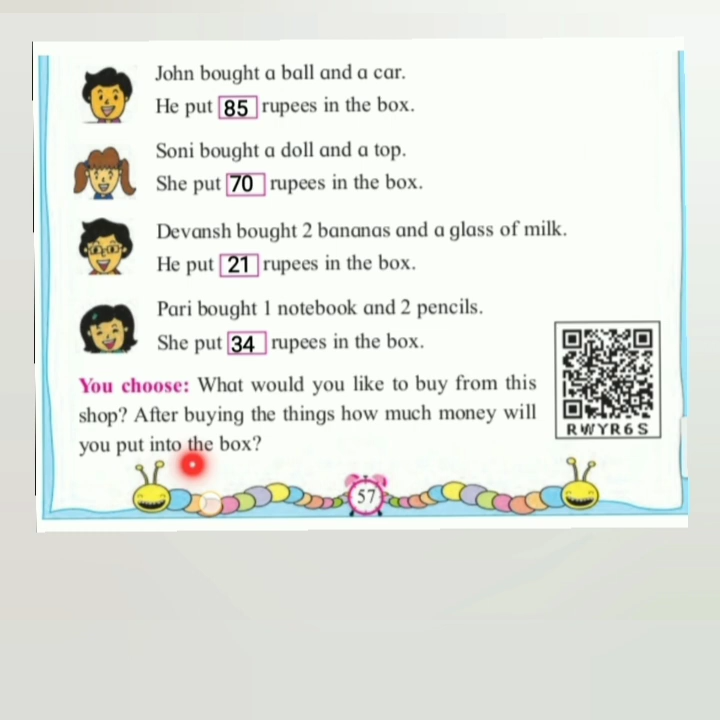 John bought a ball and a car.
He put 85 rupees in the box.
Soni bought a doll and a top.
She put 70 rupees in the box.
Devansh bought 2 bananas and a glass of milk.
He put 21 rupees in the box.
Pari bought 1 notebook and 2 pencils.
She put 34 rupees in the box.
You choose: What would you like to buy from this
shop? After buying the things how much money will
you put into the box?
RWYR6S
57